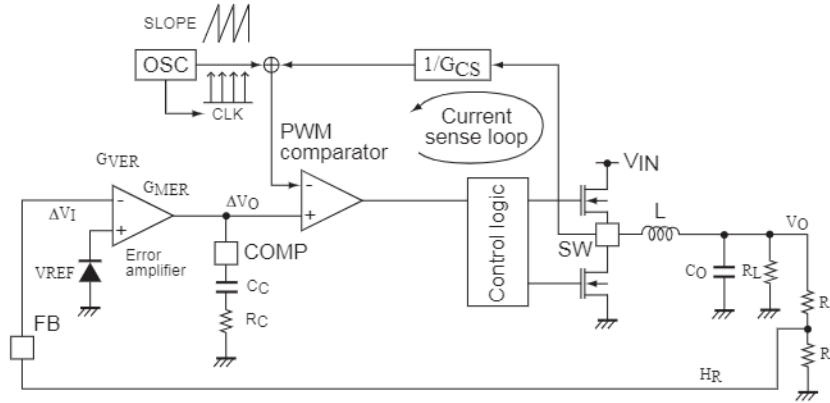 SLOPE
OSC
CLK
1/GCS
Current
sense loop
PWM
comparator
GVER
GMER
ΔVI
ΔVO
-
+
-
+
Error
amplifier
VREF
COMP
CC
RC
FB
Control logic
VIN
SW
L
VO
CO
RL
R
R
HR